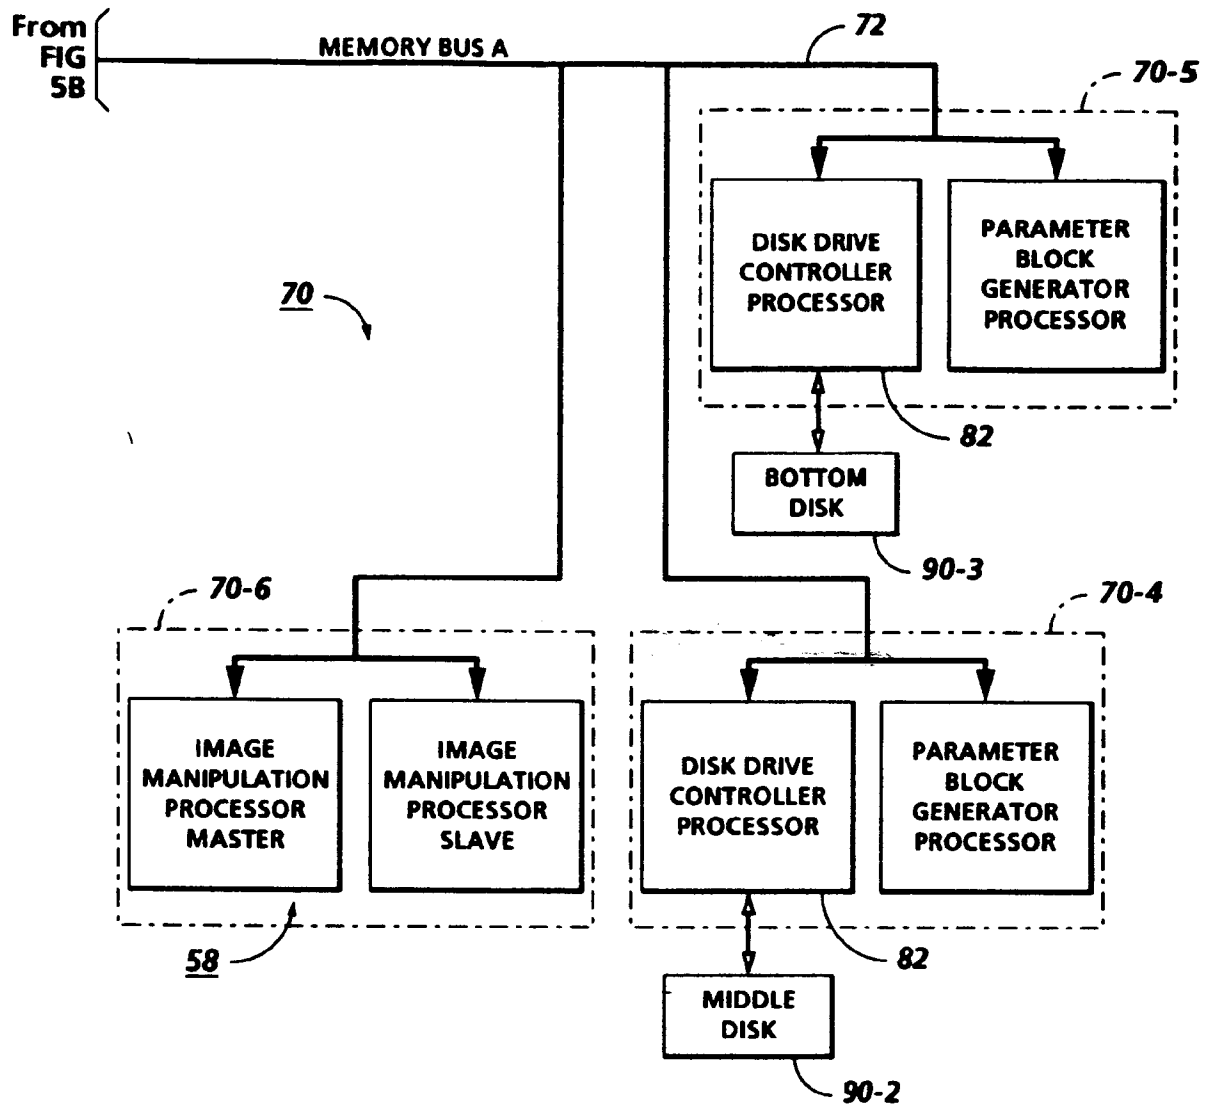 From
FIG
5B
MEMORY BUS A
72
70-5
DISK DRIVE
CONTROLLER
PROCESSOR
PARAMETER
BLOCK
GENERATOR
PROCESSOR
70
82
BOTTOM
DISK
90-3
70-6
70-4
IMAGE
MANIPULATION
PROCESSOR
MASTER
IMAGE
MANIPULATION
PROCESSOR
SLAVE
DISK DRIVE
CONTROLLER
PROCESSOR
PARAMETER
BLOCK
GENERATOR
PROCESSOR
58
82
MIDDLE
DISK
90-2